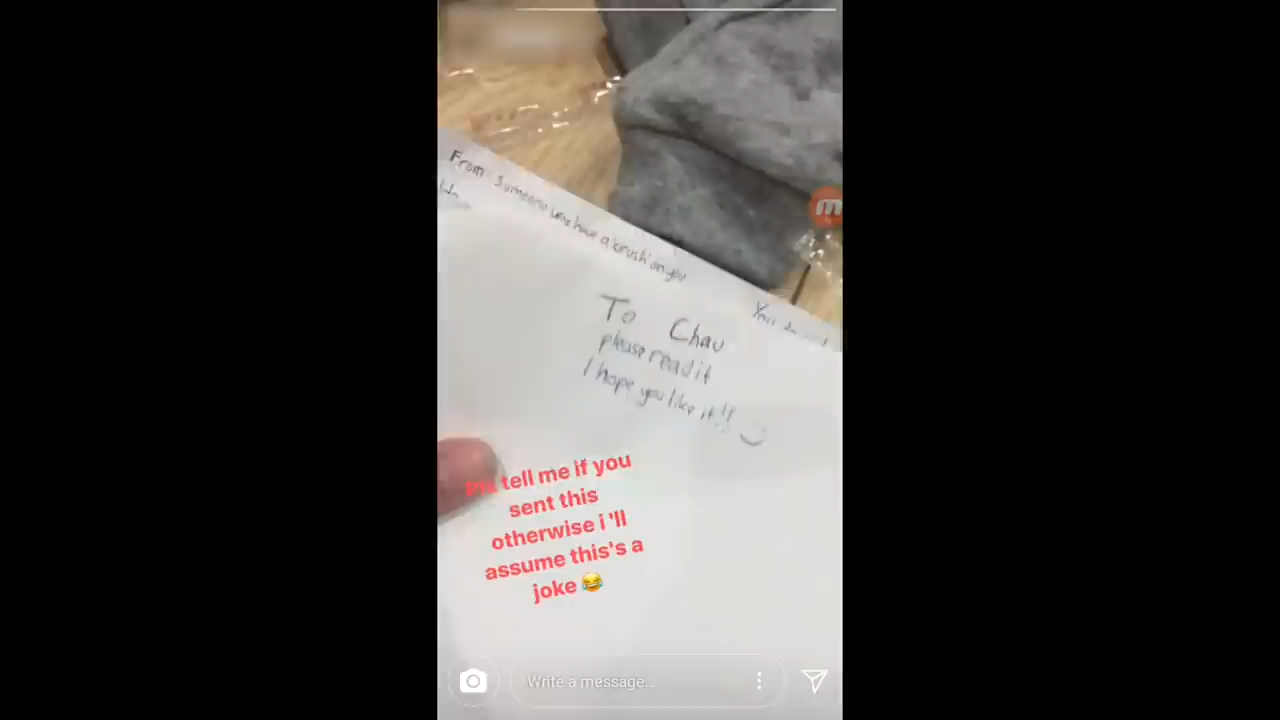 From someone who have a crush on you
To Chau
please read it
I hope you like it!!
Pls tell me if you
sent this
otherwise i 'll
assume this's a
joke 😂
Write a message...